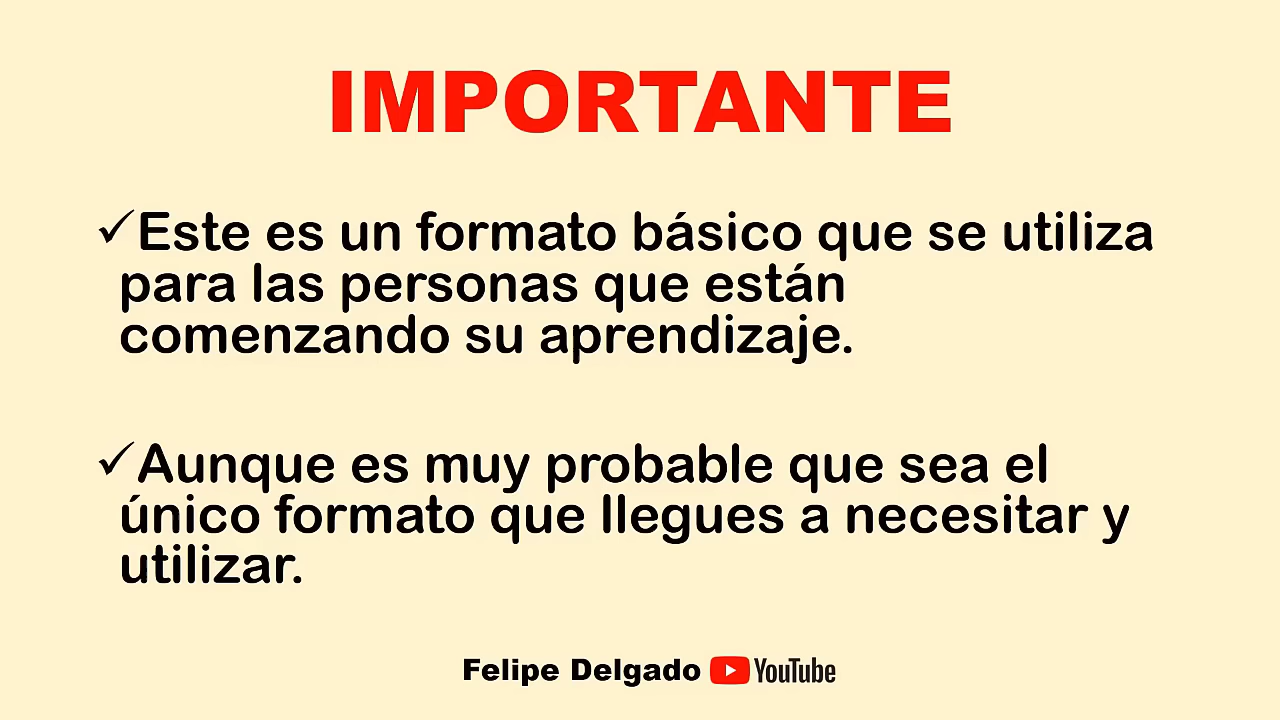 IMPORTANTE
✓Este es un formato básico que se utiliza
para las personas que están
comenzando su aprendizaje.
✓Aunque es muy probable que sea el
único formato que llegues a necesitar y
utilizar.
Felipe Delgado YouTube